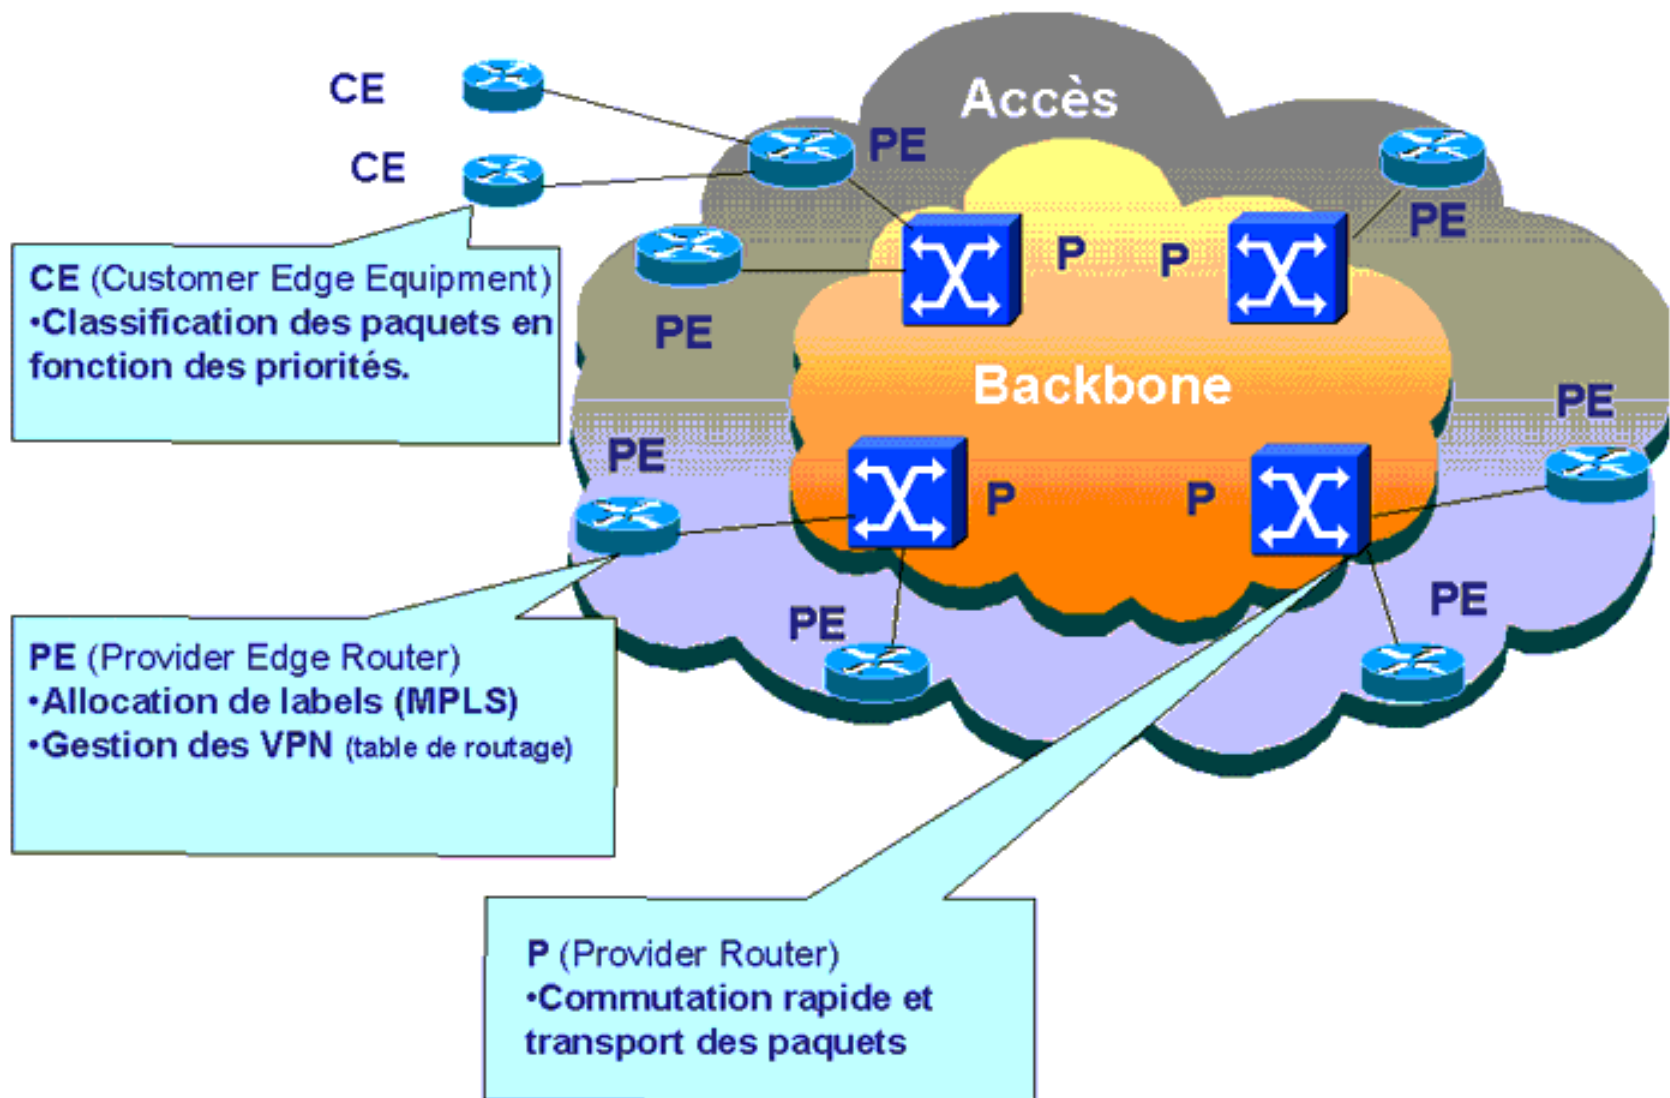 CE
Accès
PE
CE
PE
P
P
CE (Customer Edge Equipment)
•Classification des paquets en
fonction des priorités.
PE
Backbone
PE
PE
P
P
PE
PE
PE (Provider Edge Router)
•Allocation de labels (MPLS)
•Gestion des VPN (table de routage)
P (Provider Router)
•Commutation rapide et
transport des paquets